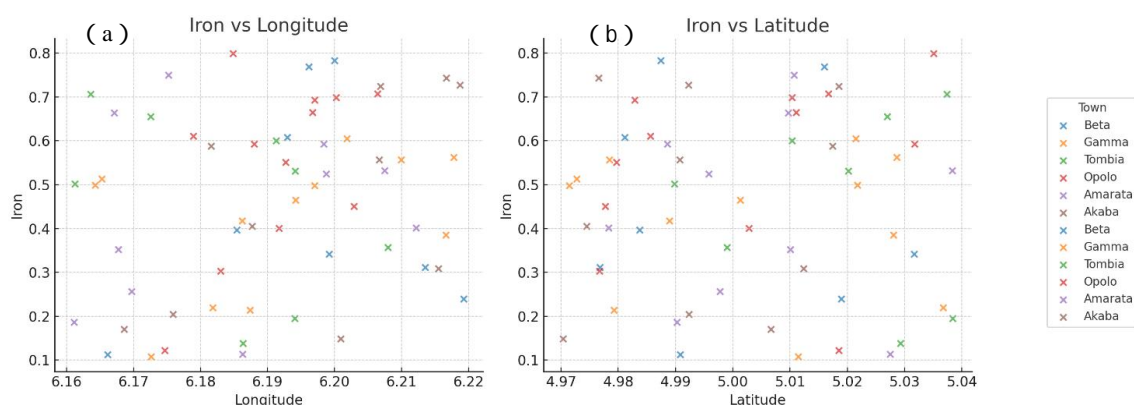 (a)
Iron vs Longitude
0.8
0.7
0.6
0.5
0.4
0.3
0.2
0.1
Iron
6.16 6.17 6.18 6.19 6.20 6.21 6.22
Longitude
(b)
Iron vs Latitude
0.8
0.7
0.6
0.5
0.4
0.3
0.2
0.1
Iron
4.97 4.98 4.99 5.00 5.01 5.02 5.03 5.04
Latitude
Town
Beta
Gamma
Tombia
Opolo
Amarata
Akaba
Beta
Gamma
Tombia
Opolo
Amarata
Akaba